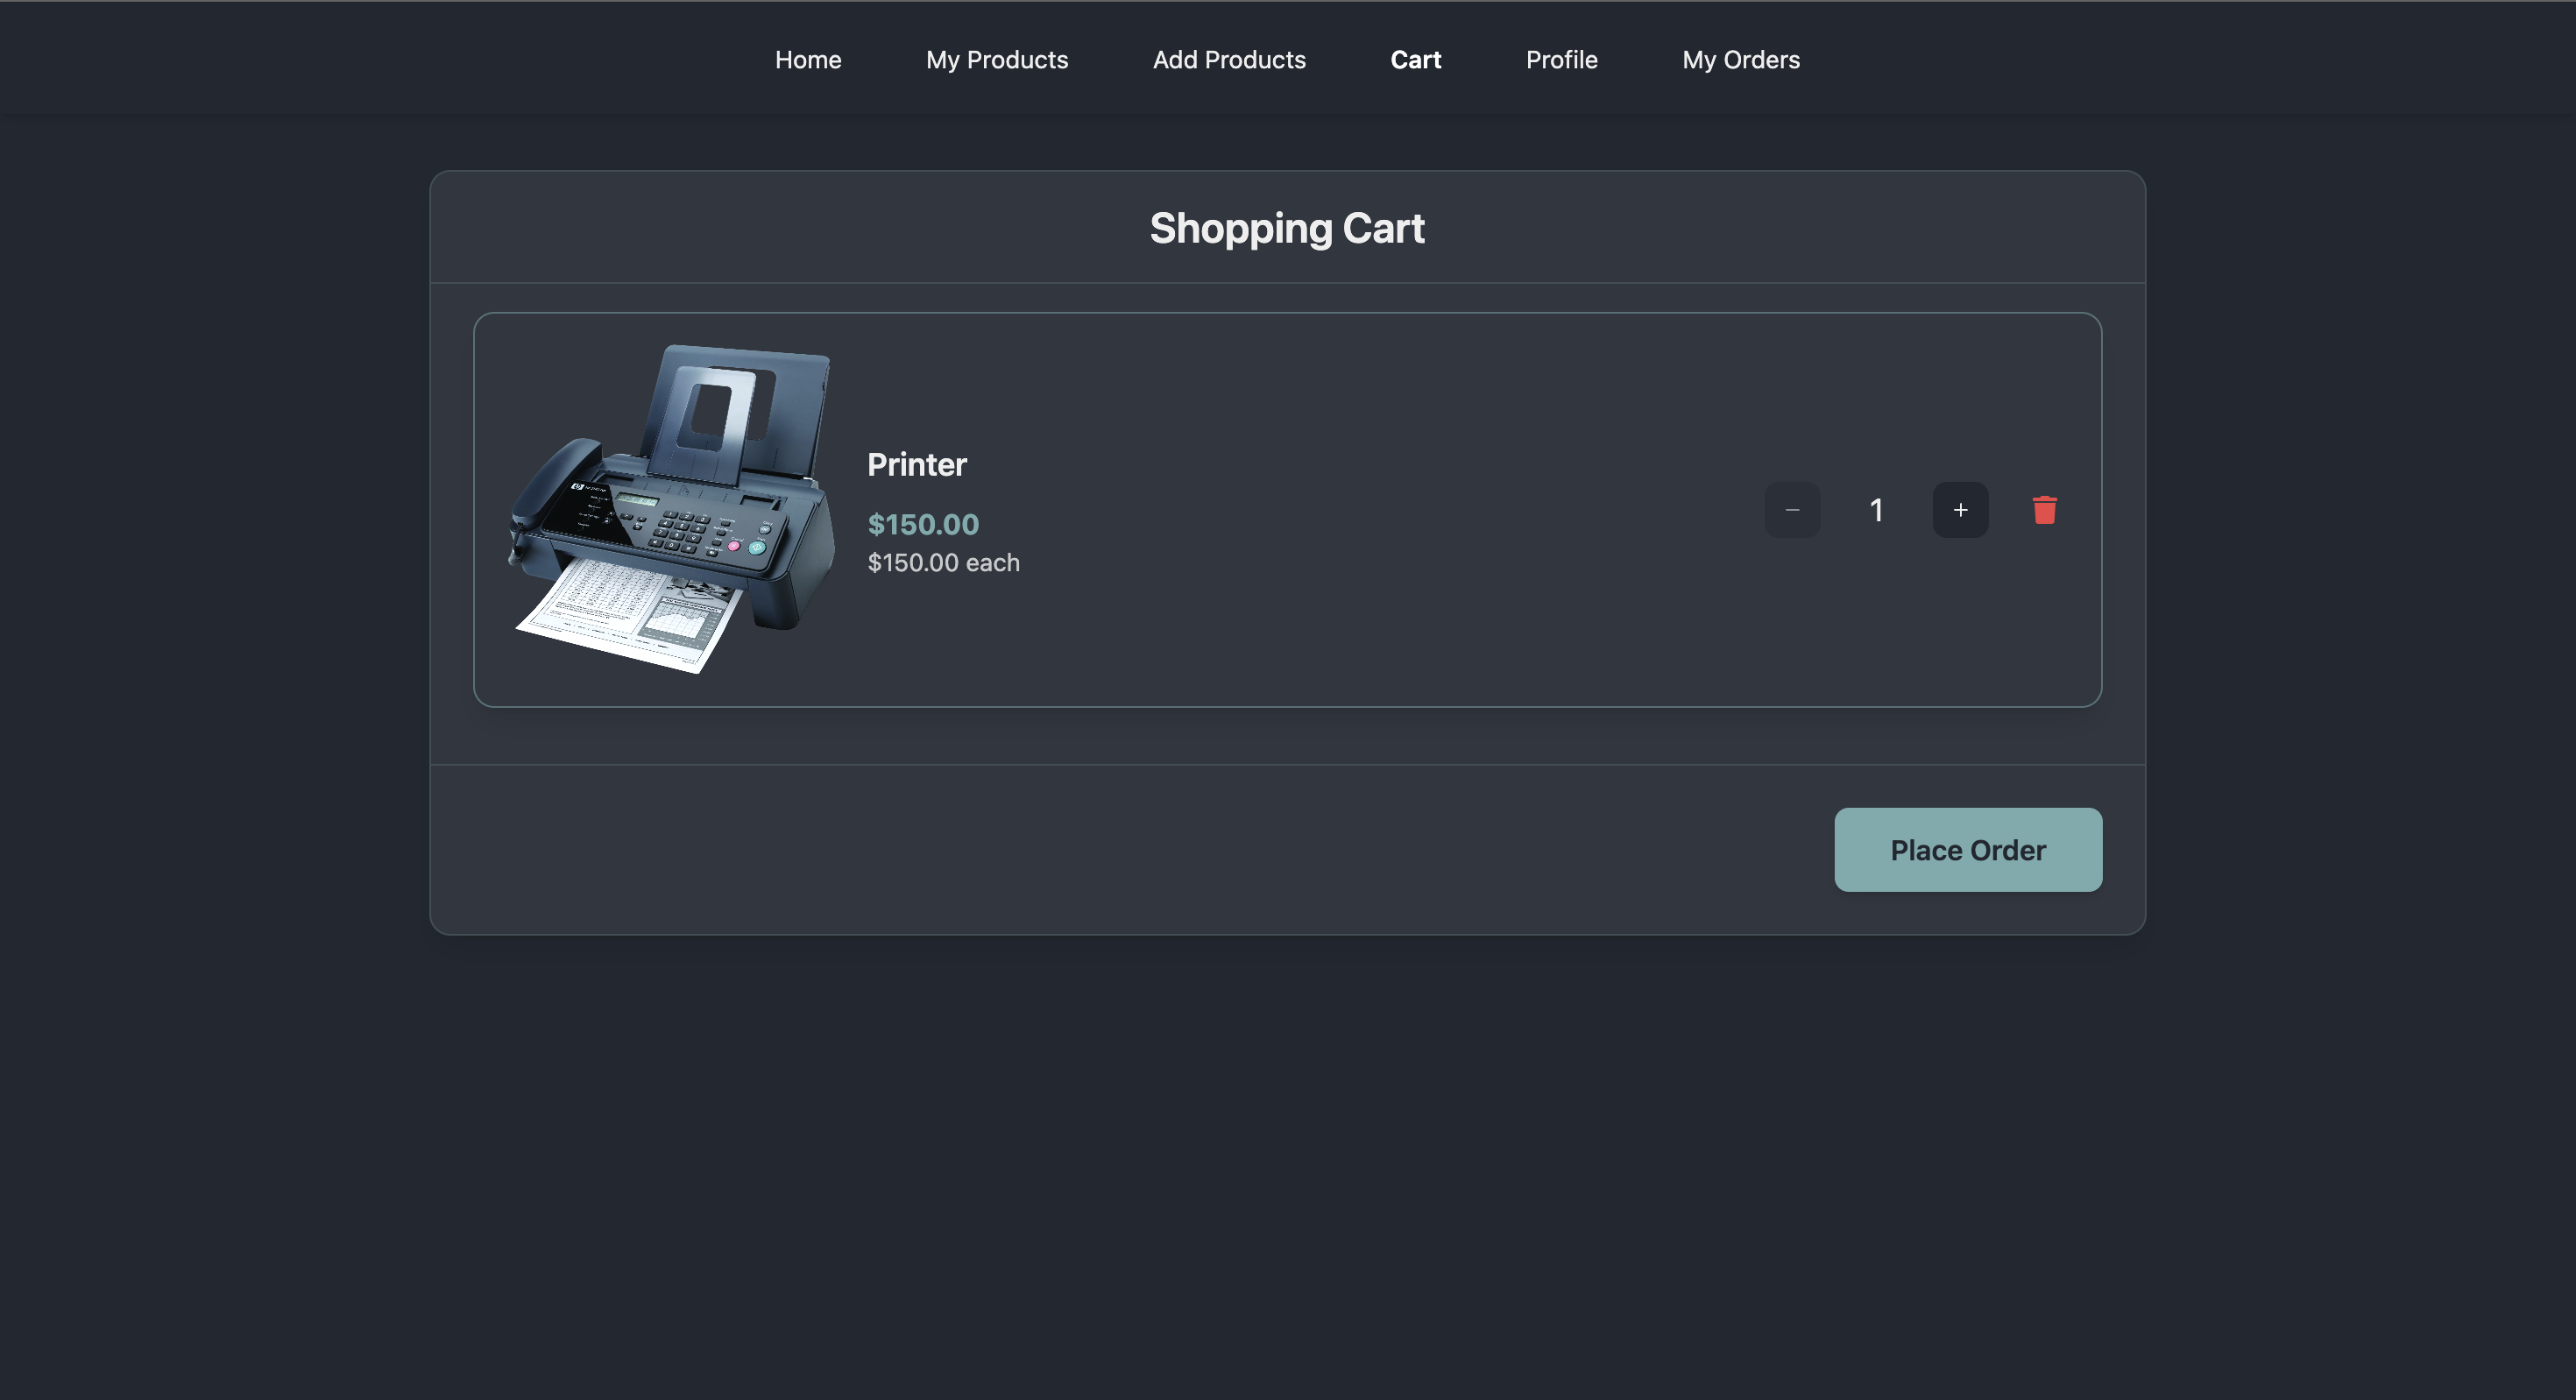 Home My Products Add Products Cart Profile My Orders
Shopping Cart
Printer
$150.00
$150.00 each
− 1 +
Place Order